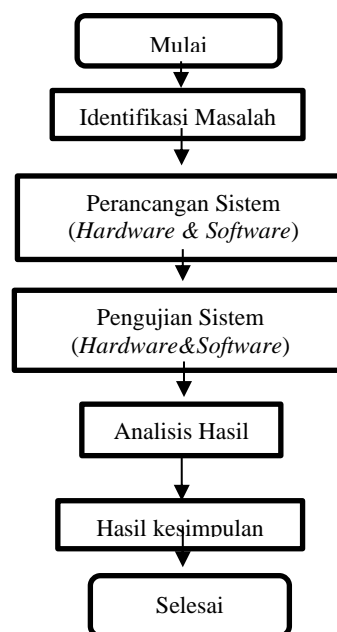 Mulai
Identifikasi Masalah
Perancangan Sistem
(Hardware & Software)
Pengujian Sistem
(Hardware&Software)
Analisis Hasil
Hasil kesimpulan
Selesai